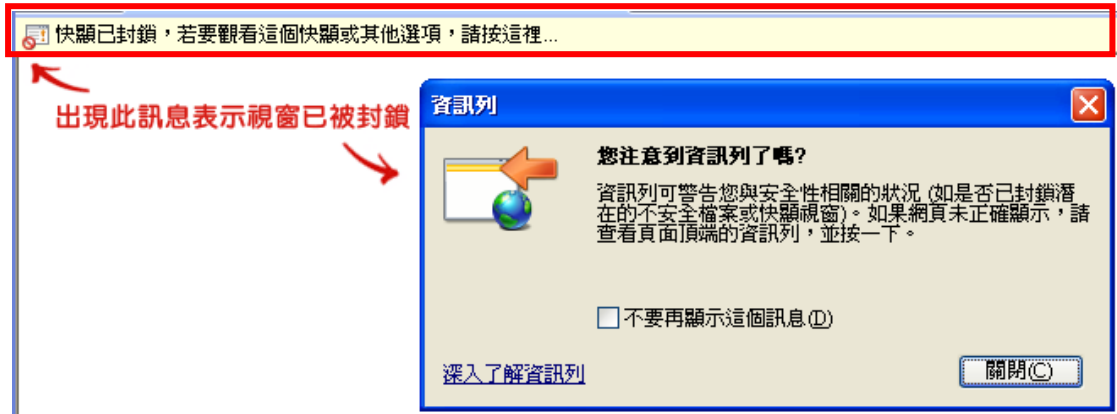 快顯已封鎖，若要觀看這個快顯或其他選項，請按這裡...
出現此訊息表示視窗已被封鎖
資訊列
您注意到資訊列了嗎?
資訊列可警告您與安全性相關的狀況 (如是否已封鎖潛
在的不安全檔案或快顯視窗)。如果網頁未正確顯示，請
查看頁面頂端的資訊列，並按一下。
不要再顯示這個訊息(D)
深入了解資訊列
關閉(C)